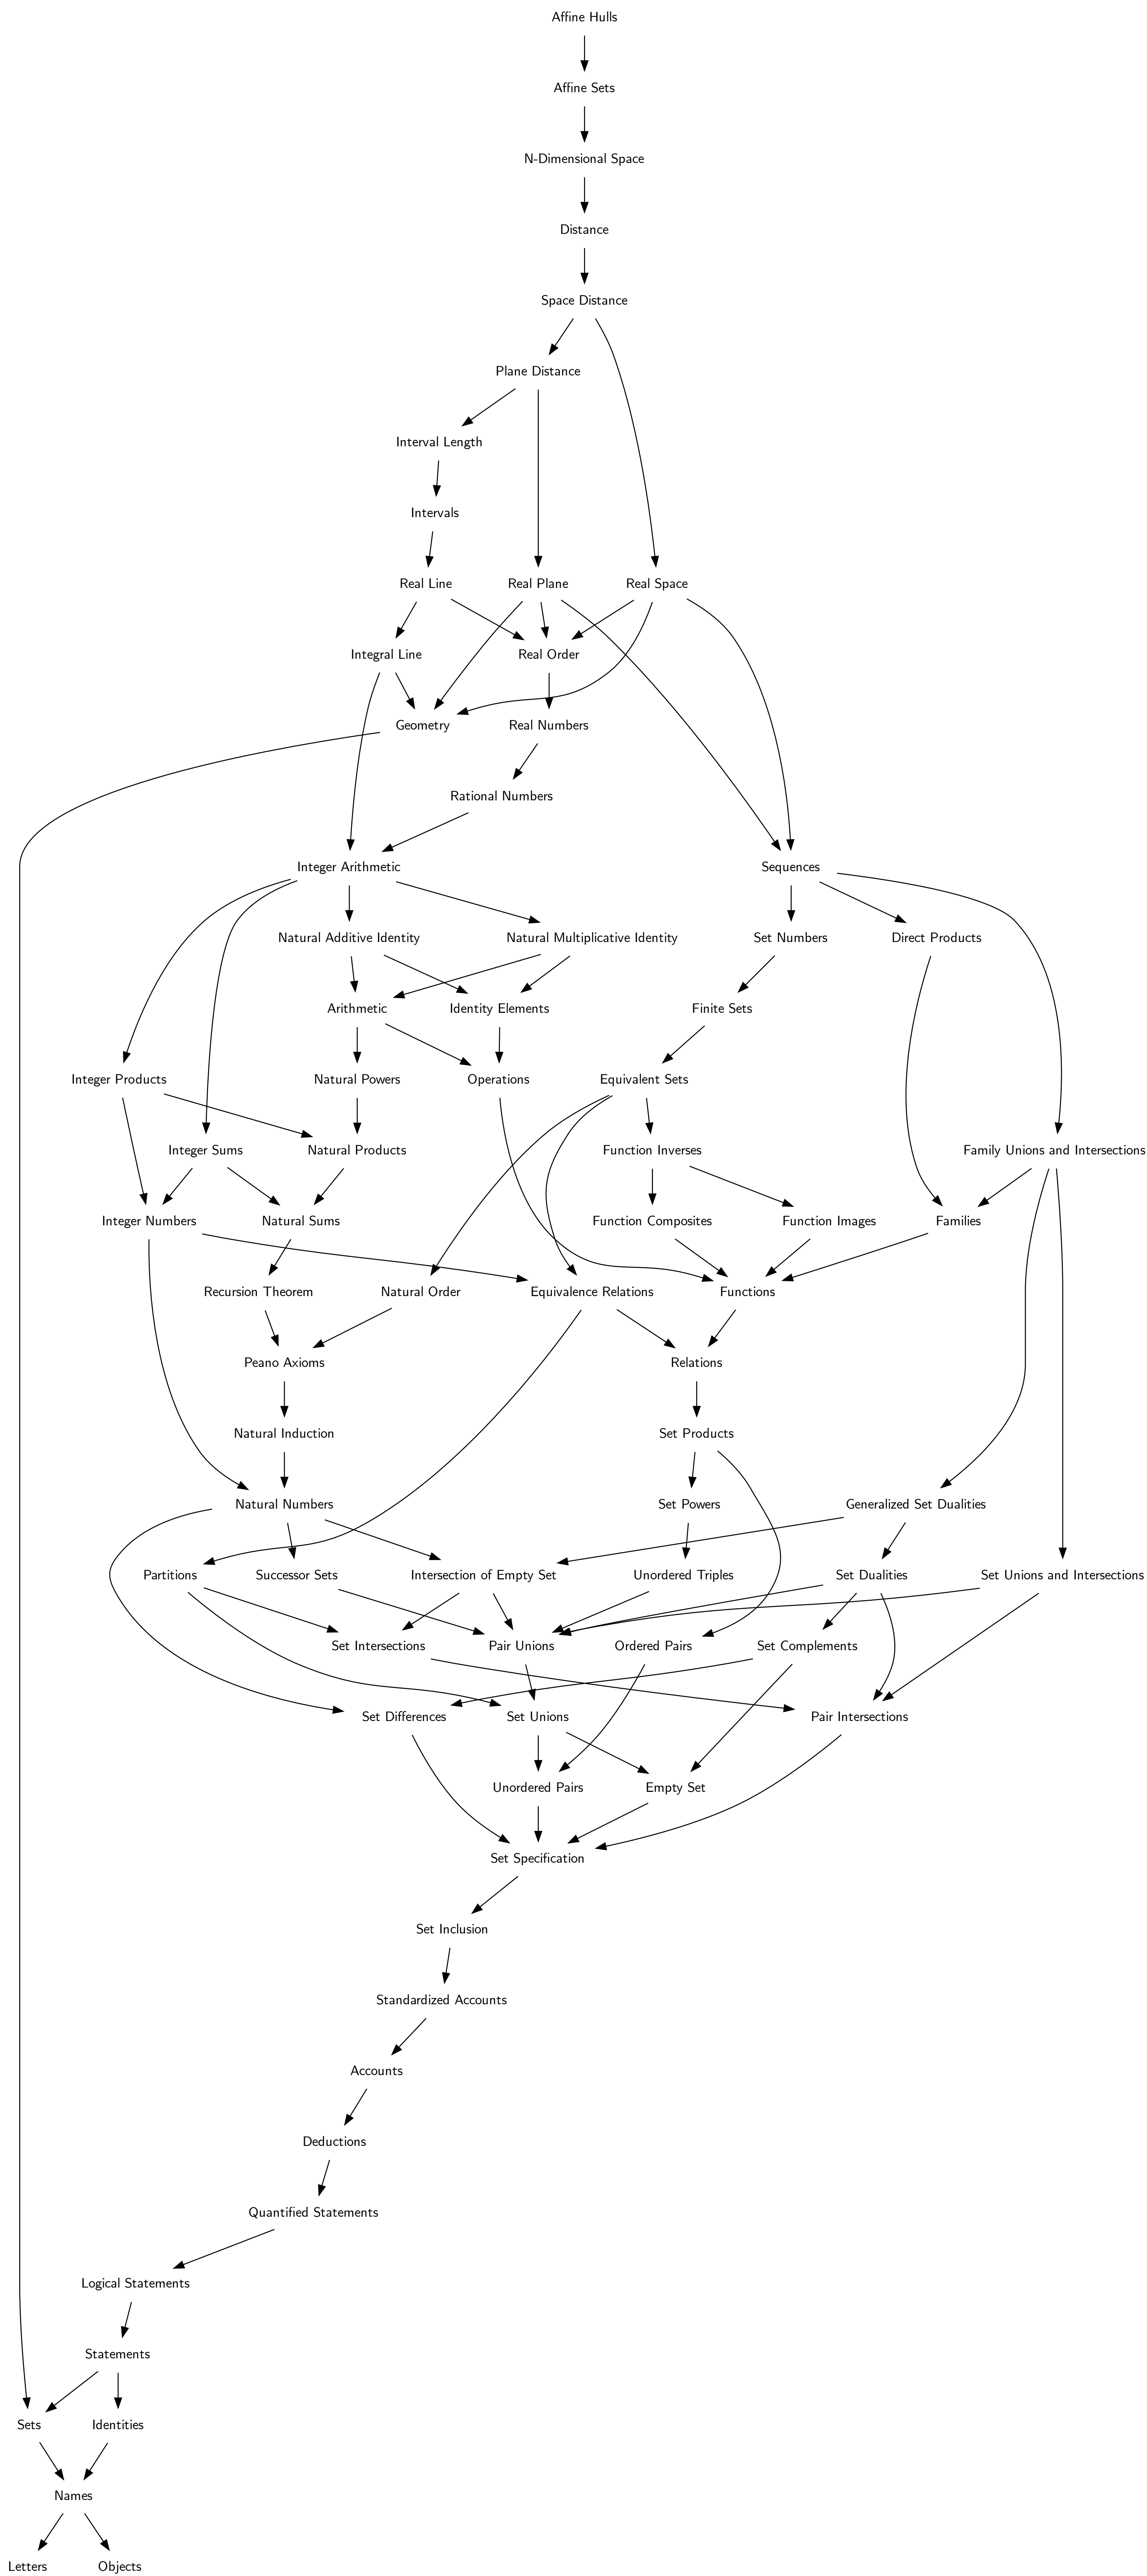 Affine Hulls
Affine Sets
N-Dimensional Space
Distance
Space Distance
Plane Distance
Interval Length
Intervals
Real Line
Real Plane
Real Space
Integral Line
Real Order
Geometry
Real Numbers
Rational Numbers
Integer Arithmetic
Sequences
Natural Additive Identity
Natural Multiplicative Identity
Set Numbers
Direct Products
Arithmetic
Identity Elements
Finite Sets
Integer Products
Natural Powers
Operations
Equivalent Sets
Integer Sums
Natural Products
Function Inverses
Family Unions and Intersections
Integer Numbers
Natural Sums
Function Composites
Function Images
Families
Recursion Theorem
Natural Order
Equivalence Relations
Functions
Peano Axioms
Relations
Natural Induction
Set Products
Natural Numbers
Set Powers
Generalized Set Dualities
Partitions
Successor Sets
Intersection of Empty Set
Unordered Triples
Set Dualities
Set Unions and Intersections
Set Intersections
Pair Unions
Ordered Pairs
Set Complements
Set Differences
Set Unions
Pair Intersections
Unordered Pairs
Empty Set
Set Specification
Set Inclusion
Standardized Accounts
Accounts
Deductions
Quantified Statements
Logical Statements
Statements
Sets
Identities
Names
Letters
Objects